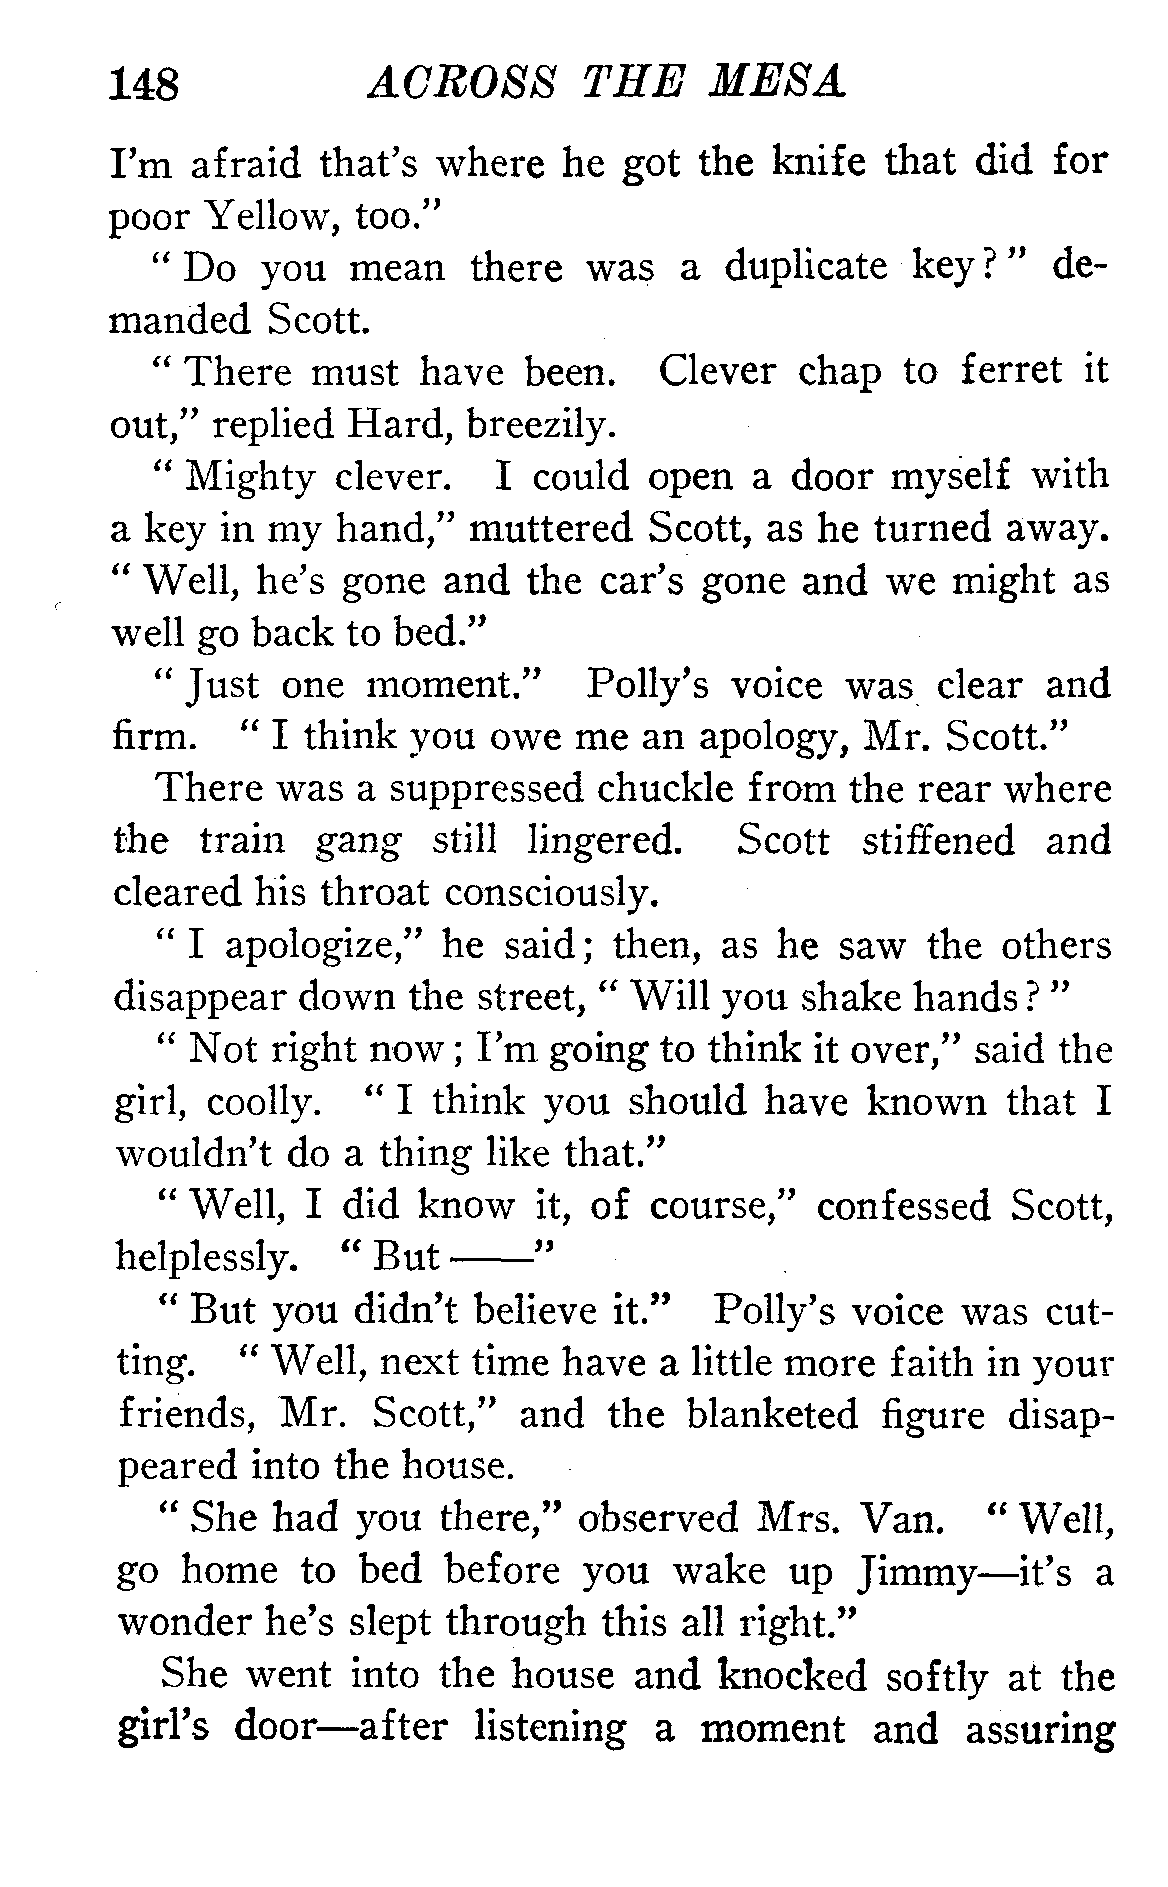 148 ACROSS THE MESA
I'm afraid that's where he got the knife that did for
poor Yellow, too."
" Do you mean there was a duplicate key? " de-
manded Scott.
" There must have been. Clever chap to ferret it
out," replied Hard, breezily.
" Mighty clever. I could open a door myself with
a key in my hand," muttered Scott, as he turned away.
" Well, he's gone and the car's gone and we might as
well go back to bed."
" Just one moment." Polly's voice was clear and
firm. " I think you owe me an apology, Mr. Scott."
There was a suppressed chuckle from the rear where
the train gang still lingered. Scott stiffened and
cleared his throat consciously.
" I apologize," he said; then, as he saw the others
disappear down the street, " Will you shake hands? "
" Not right now; I'm going to think it over," said the
girl, coolly. " I think you should have known that I
wouldn't do a thing like that."
" Well, I did know it, of course," confessed Scott,
helplessly. " But ——"
" But you didn't believe it." Polly's voice was cut-
ting. " Well, next time have a little more faith in your
friends, Mr. Scott," and the blanketed figure disap-
peared into the house.
" She had you there," observed Mrs. Van. " Well,
go home to bed before you wake up Jimmy—it's a
wonder he's slept through this all right."
She went into the house and knocked softly at the
girl's door—after listening a moment and assuring